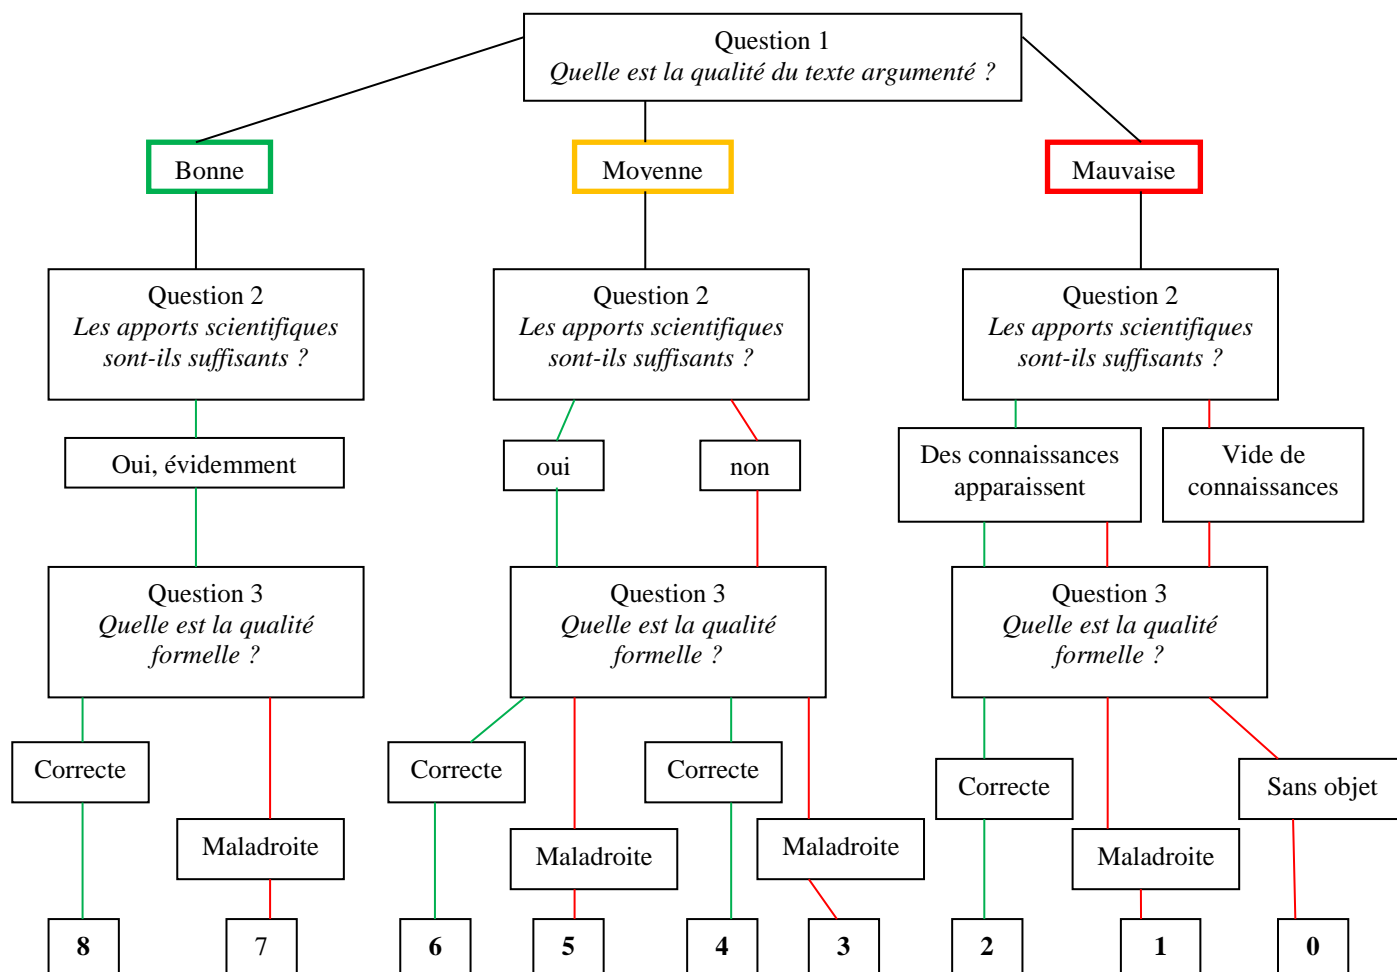 Question 1
Quelle est la qualité du texte argumenté ?
Bonne
Moyenne
Mauvaise
Question 2
Les apports scientifiques
sont-ils suffisants ?
Question 2
Les apports scientifiques
sont-ils suffisants ?
Question 2
Les apports scientifiques
sont-ils suffisants ?
Oui, évidemment
oui
non
Des connaissances
apparaissent
Vide de
connaissances
Question 3
Quelle est la qualité
formelle ?
Question 3
Quelle est la qualité
formelle ?
Question 3
Quelle est la qualité
formelle ?
Correcte
Maladroite
Correcte
Maladroite
Correcte
Maladroite
Correcte
Maladroite
Sans objet
8
7
6
5
4
3
2
1
0